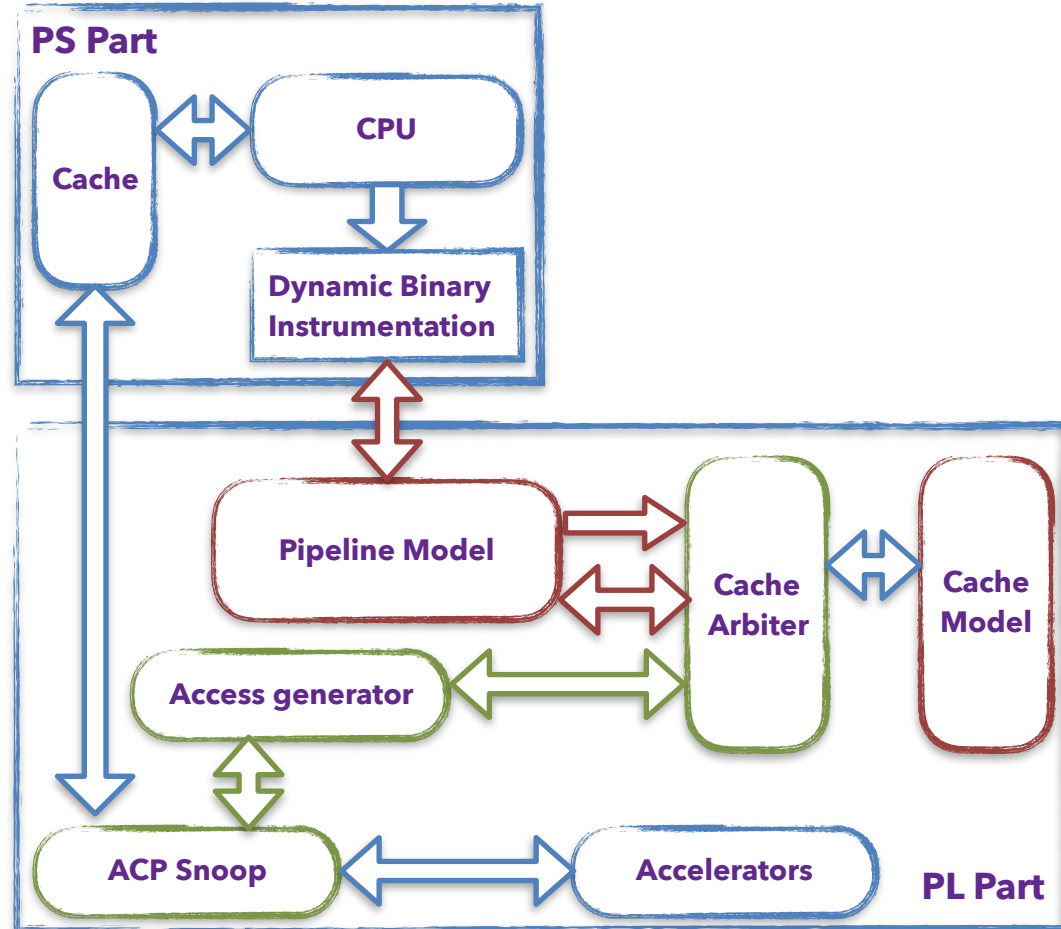 PS Part
CPU
Cache
Dynamic Binary
Instrumentation
Pipeline Model
Cache
Arbiter
Cache
Model
Access generator
ACP Snoop
Accelerators
PL Part